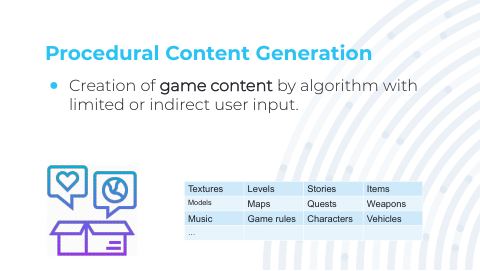 Procedural Content Generation
• Creation of game content by algorithm with
limited or indirect user input.
Textures Levels Stories Items
Models Maps Quests Weapons
Music Game rules Characters Vehicles
...